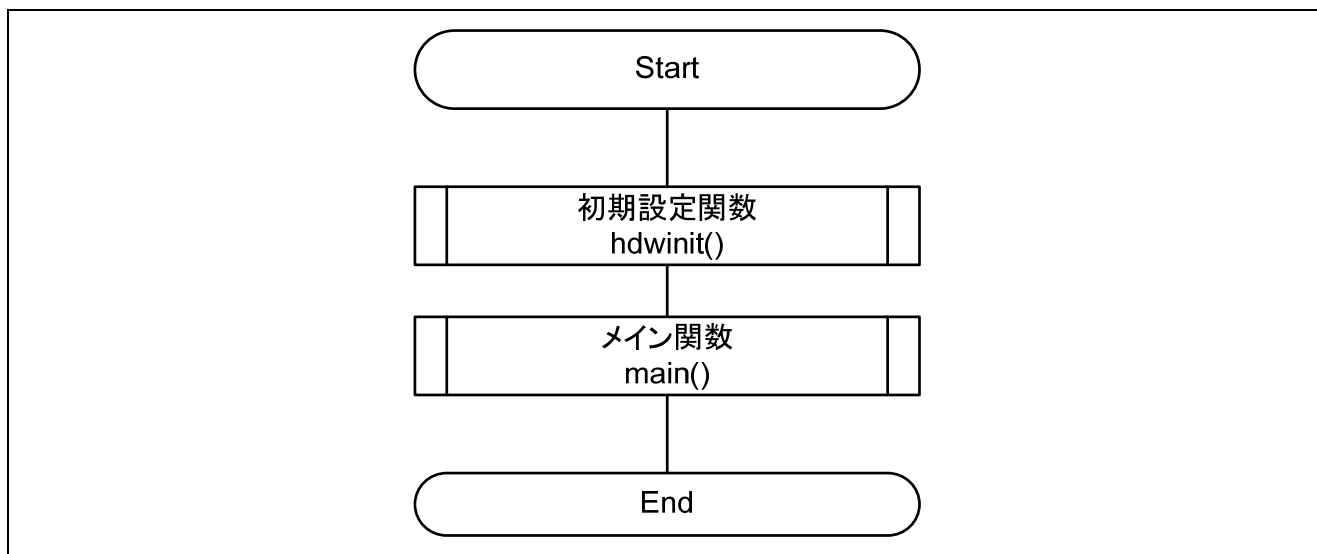 Start
初期設定関数
hdwinit()
メイン関数
main()
End